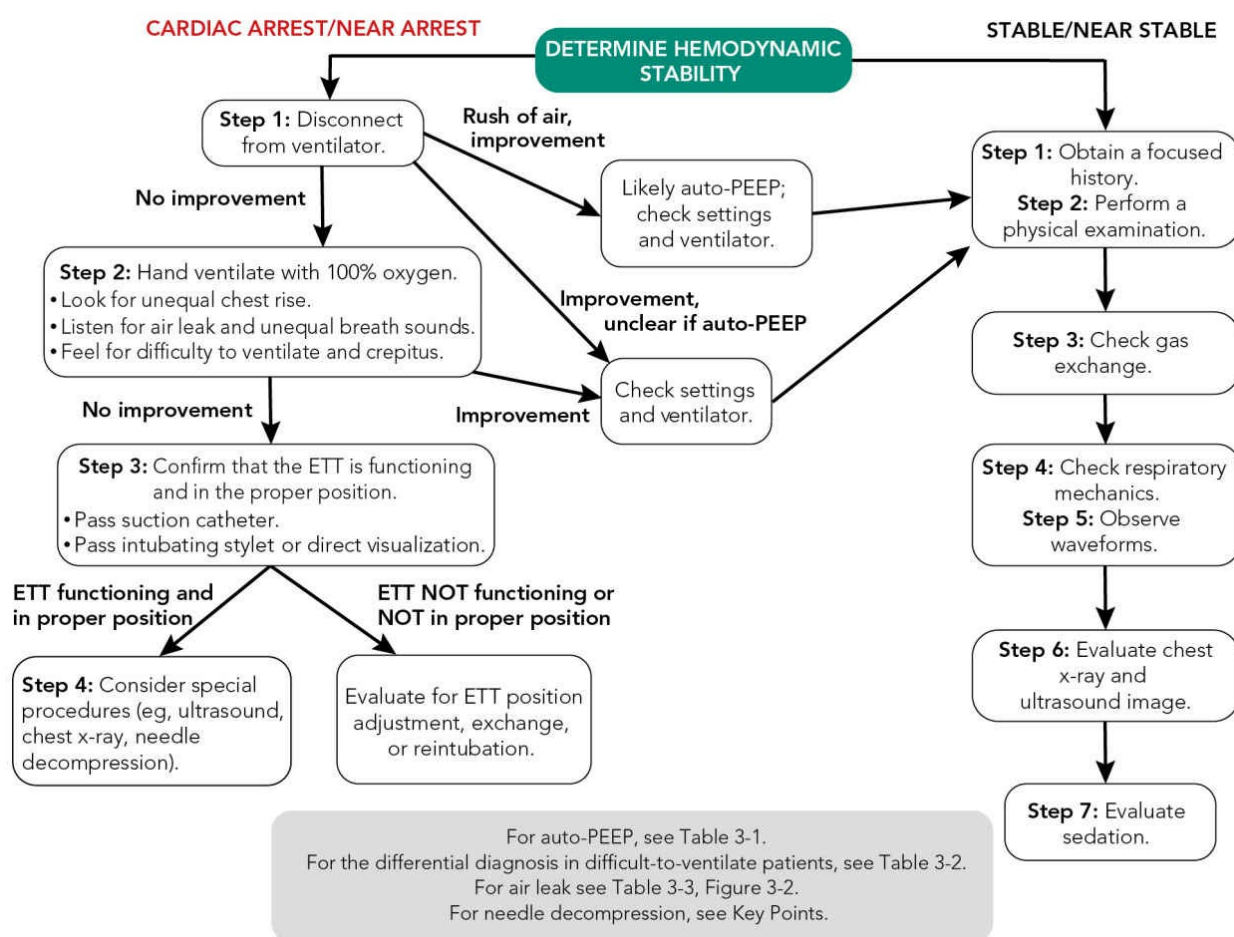 CARDIAC ARREST/NEAR ARREST
DETERMINE HEMODYNAMIC
STABILITY
STABLE/NEAR STABLE
Step 1: Disconnect
from ventilator.
Rush of air,
improvement
No improvement
Likely auto-PEEP;
check settings
and ventilator.
Step 2: Hand ventilate with 100% oxygen.
• Look for unequal chest rise.
• Listen for air leak and unequal breath sounds.
• Feel for difficulty to ventilate and crepitus.
Improvement,
unclear if auto-PEEP
Improvement
Check settings
and ventilator.
No improvement
Step 3: Confirm that the ETT is functioning
and in the proper position.
• Pass suction catheter.
• Pass intubating stylet or direct visualization.
ETT functioning and
in proper position
ETT NOT functioning or
NOT in proper position
Step 4: Consider special
procedures (eg, ultrasound,
chest x-ray, needle
decompression).
Evaluate for ETT position
adjustment, exchange,
or reintubation.
Step 1: Obtain a focused
history.
Step 2: Perform a
physical examination.
Step 3: Check gas
exchange.
Step 4: Check respiratory
mechanics.
Step 5: Observe
waveforms.
Step 6: Evaluate chest
x-ray and
ultrasound image.
Step 7: Evaluate
sedation.
For auto-PEEP, see Table 3-1.
For the differential diagnosis in difficult-to-ventilate patients, see Table 3-2.
For air leak see Table 3-3, Figure 3-2.
For needle decompression, see Key Points.